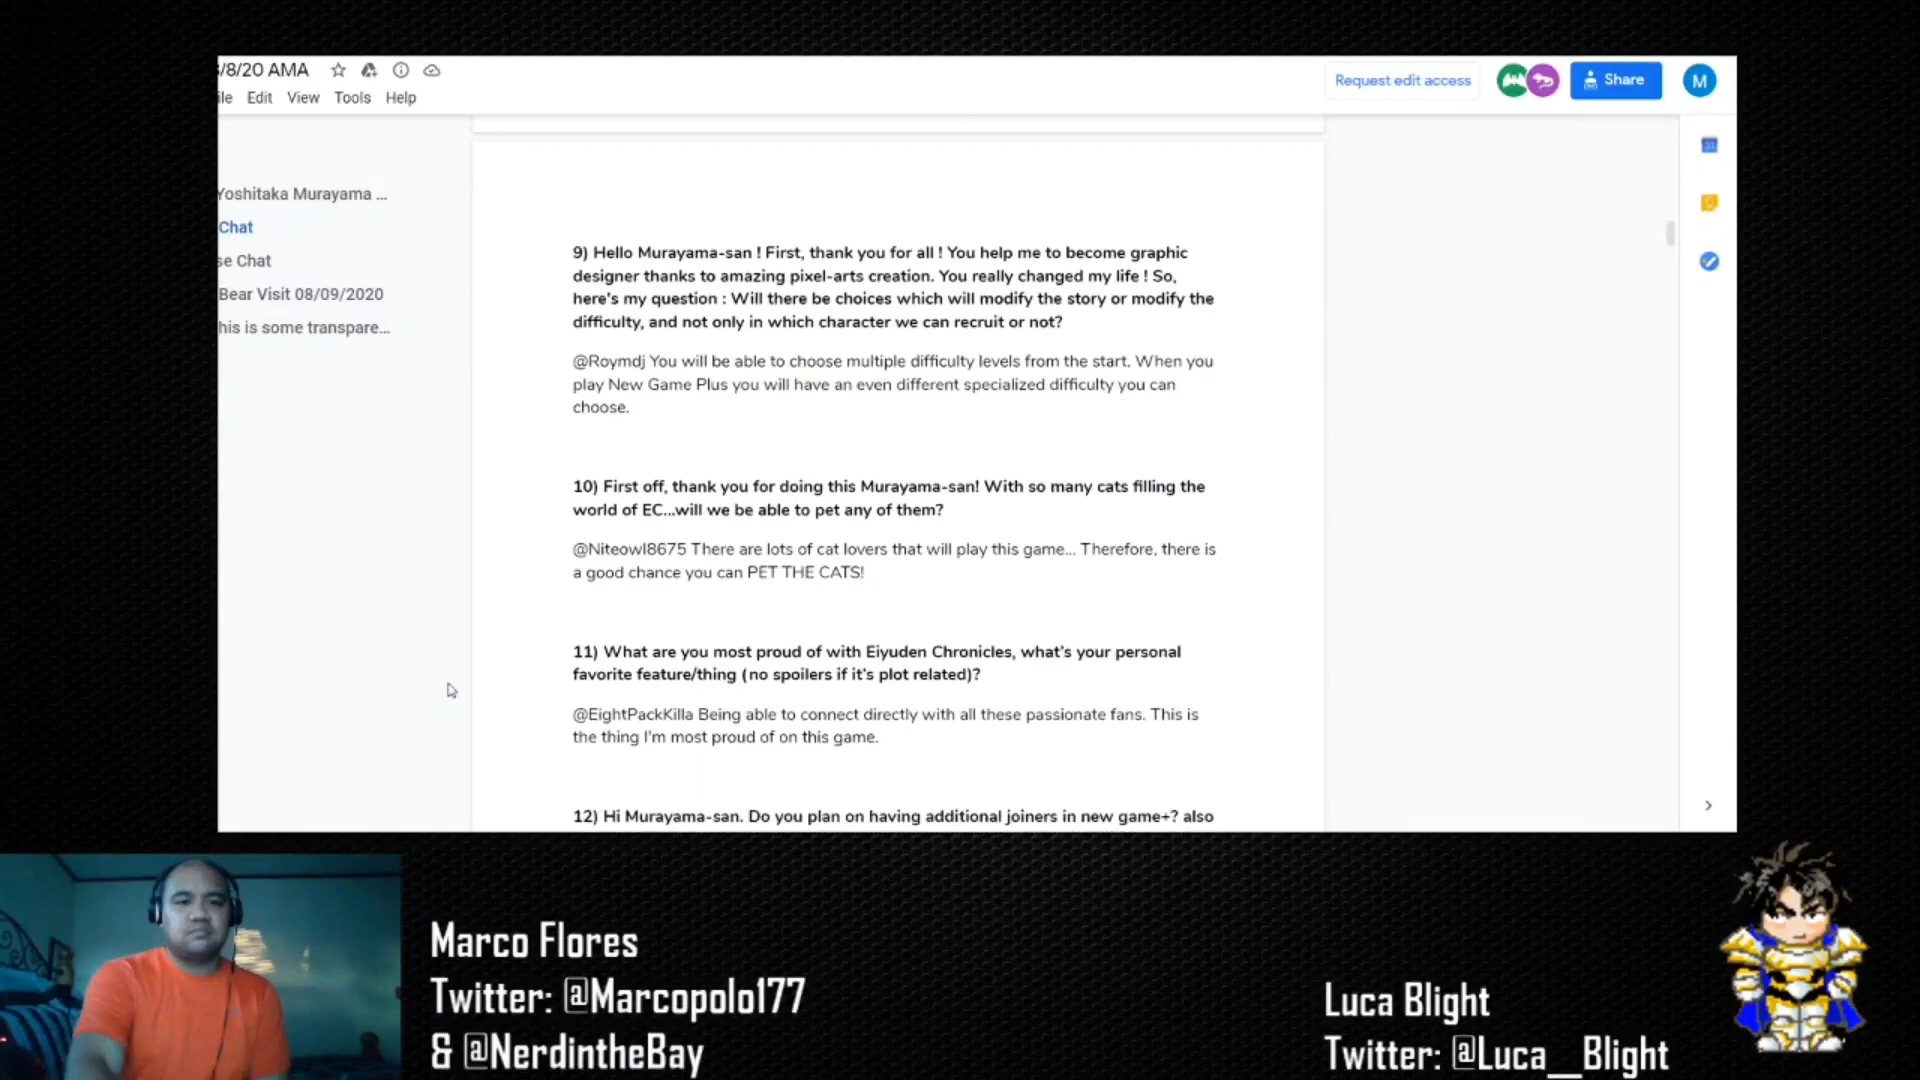 /8/20 AMA
ile Edit View Tools Help
Request edit access
Share
M
31
Yoshitaka Murayama ...
Chat
se Chat
Bear Visit 08/09/2020
his is some transpare...
9) Hello Murayama-san ! First, thank you for all ! You help me to become graphic
designer thanks to amazing pixel-arts creation. You really changed my life ! So,
here's my question : Will there be choices which will modify the story or modify the
difficulty, and not only in which character we can recruit or not?
@Roymdj You will be able to choose multiple difficulty levels from the start. When you
play New Game Plus you will have an even different specialized difficulty you can
choose.
10) First off, thank you for doing this Murayama-san! With so many cats filling the
world of EC...will we be able to pet any of them?
@Niteowl8675 There are lots of cat lovers that will play this game... Therefore, there is
a good chance you can PET THE CATS!
11) What are you most proud of with Eiyuden Chronicles, what's your personal
favorite feature/thing (no spoilers if it's plot related)?
@EightPackKilla Being able to connect directly with all these passionate fans. This is
the thing I'm most proud of on this game.
12) Hi Murayama-san. Do you plan on having additional joiners in new game+? also
Marco Flores
Twitter: @Marcopolo177
& @NerdintheBay
Luca Blight
Twitter: @Luca__Blight